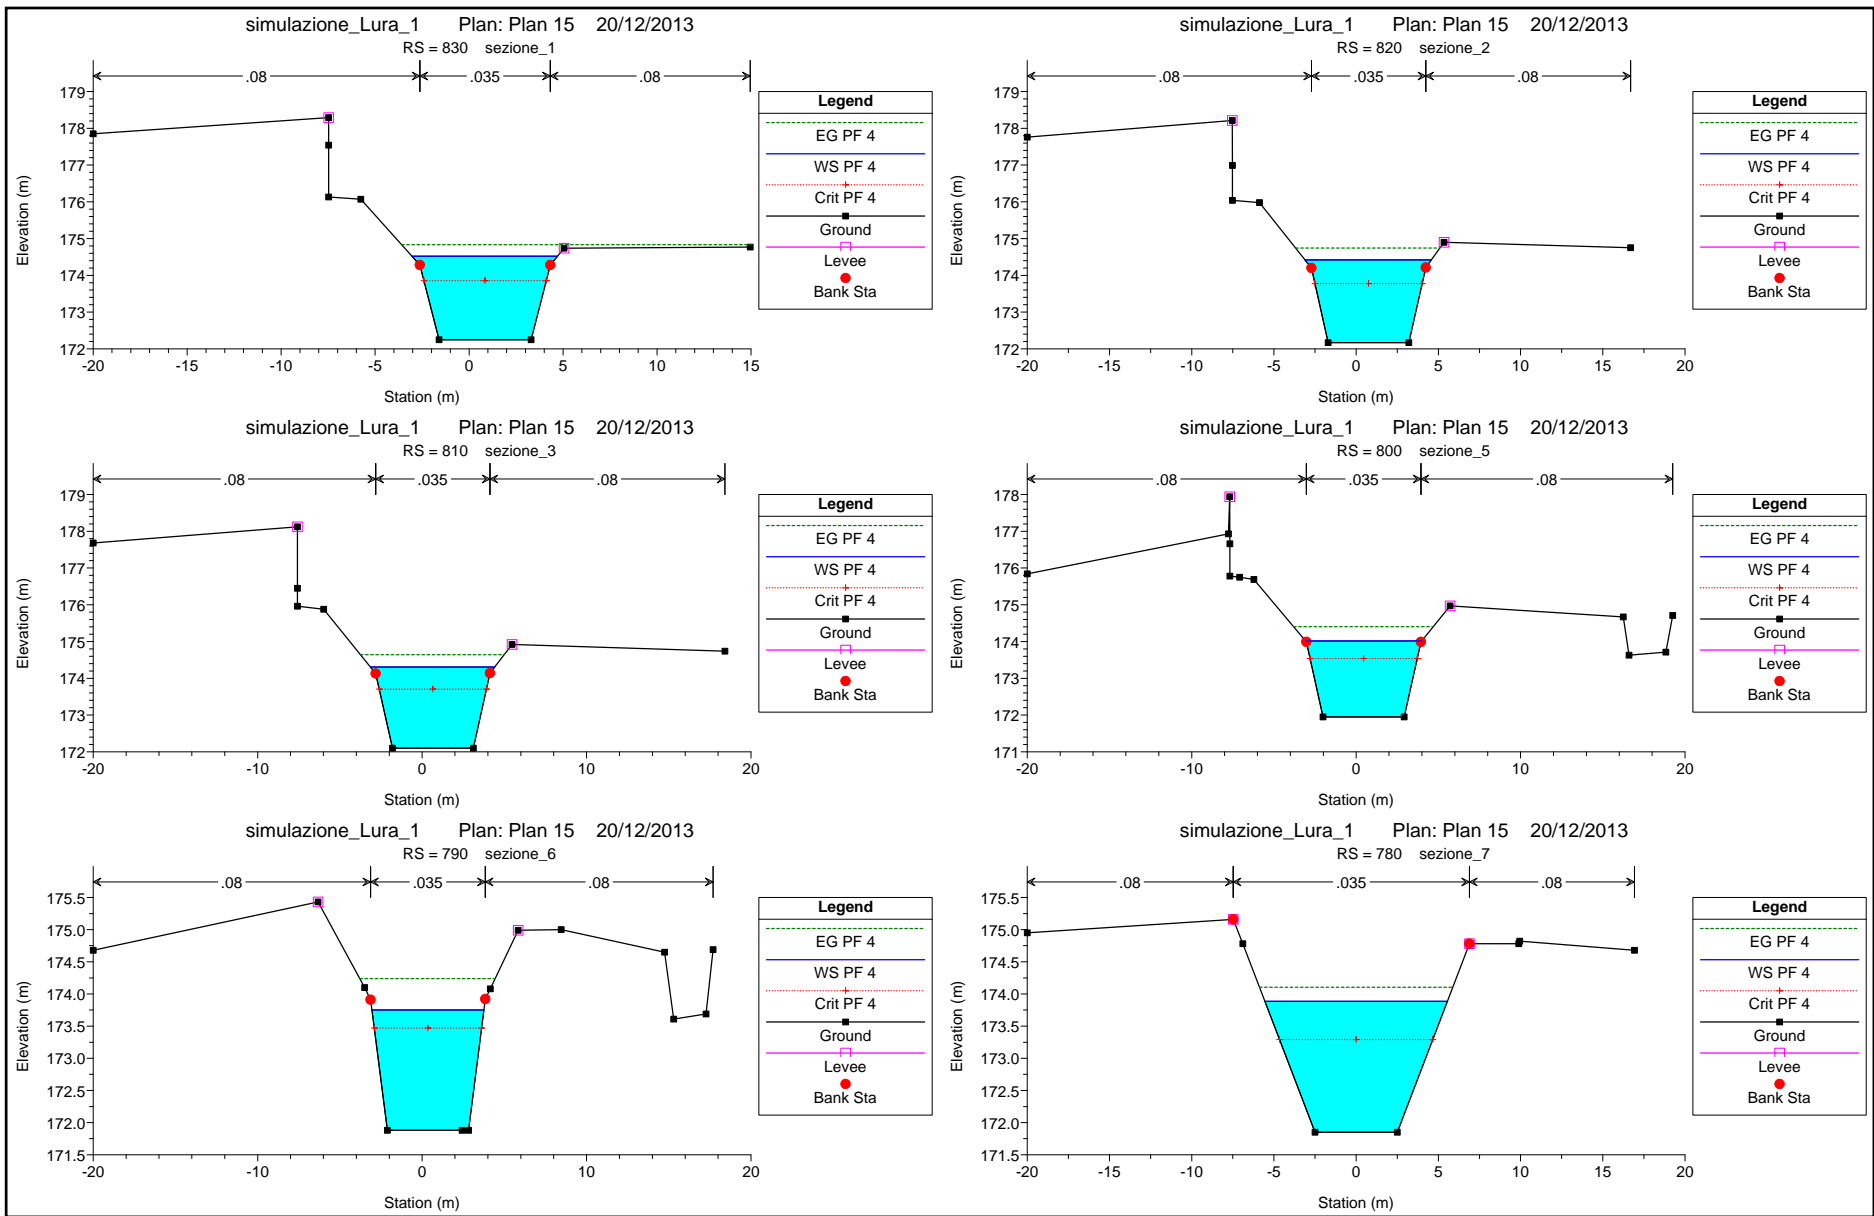 simulazione_Lura_1 Plan: Plan 15 20/12/2013
RS = 830 sezione_1
.08 .035 .08
179
178
177
176
175
174
173
172
Elevation (m)
-20 -15 -10 -5 0 5 10 15
Station (m)
Legend
EG PF 4
WS PF 4
Crit PF 4
Ground
Levee
Bank Sta
simulazione_Lura_1 Plan: Plan 15 20/12/2013
RS = 820 sezione_2
.08 .035 .08
179
178
177
176
175
174
173
172
Elevation (m)
-20 -15 -10 -5 0 5 10 15 20
Station (m)
Legend
EG PF 4
WS PF 4
Crit PF 4
Ground
Levee
Bank Sta
simulazione_Lura_1 Plan: Plan 15 20/12/2013
RS = 810 sezione_3
.08 .035 .08
179
178
177
176
175
174
173
172
Elevation (m)
-20 -10 0 10 20
Station (m)
Legend
EG PF 4
WS PF 4
Crit PF 4
Ground
Levee
Bank Sta
simulazione_Lura_1 Plan: Plan 15 20/12/2013
RS = 800 sezione_5
.08 .035 .08
178
177
176
175
174
173
172
171
Elevation (m)
-20 -15 -10 -5 0 5 10 15 20
Station (m)
Legend
EG PF 4
WS PF 4
Crit PF 4
Ground
Levee
Bank Sta
simulazione_Lura_1 Plan: Plan 15 20/12/2013
RS = 790 sezione_6
.08 .035 .08
175.5
175.0
174.5
174.0
173.5
173.0
172.5
172.0
171.5
Elevation (m)
-20 -10 0 10 20
Station (m)
Legend
EG PF 4
WS PF 4
Crit PF 4
Ground
Levee
Bank Sta
simulazione_Lura_1 Plan: Plan 15 20/12/2013
RS = 780 sezione_7
.08 .035 .08
175.5
175.0
174.5
174.0
173.5
173.0
172.5
172.0
171.5
Elevation (m)
-20 -15 -10 -5 0 5 10 15 20
Station (m)
Legend
EG PF 4
WS PF 4
Crit PF 4
Ground
Levee
Bank Sta